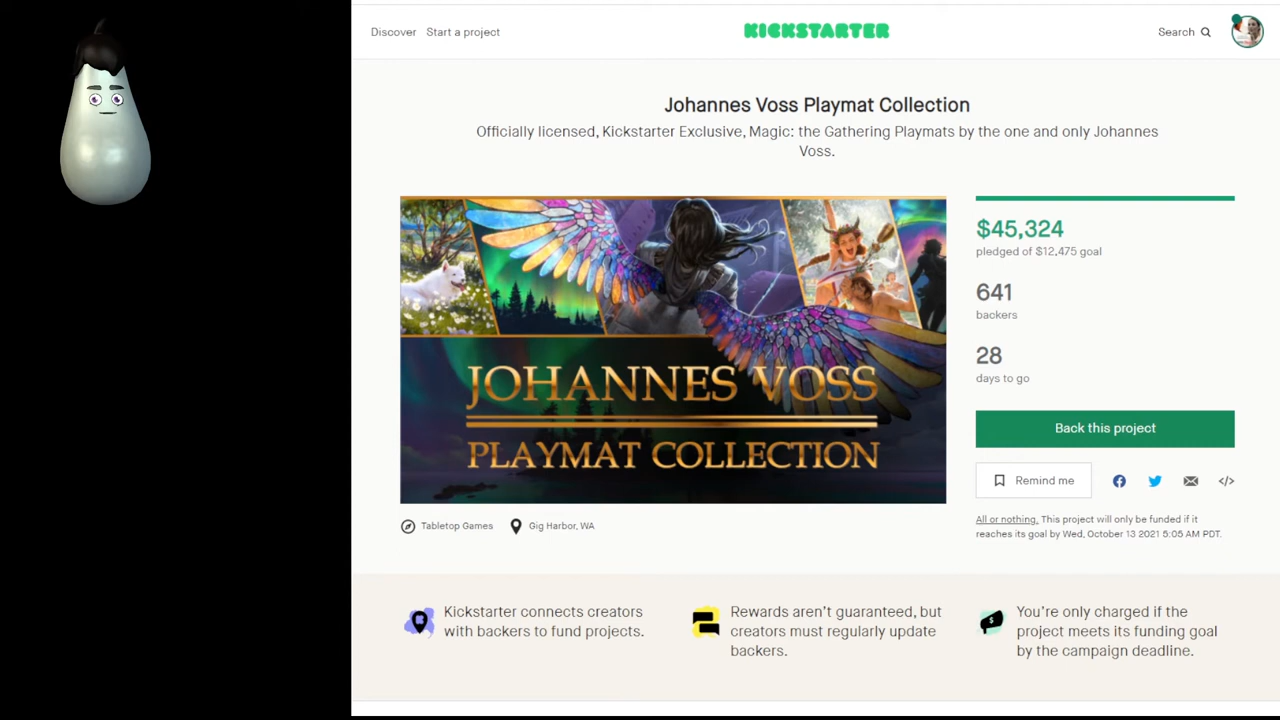 Discover Start a project
KICKSTARTER
Search
Johannes Voss Playmat Collection
Officially licensed, Kickstarter Exclusive, Magic: the Gathering Playmats by the one and only Johannes
Voss.
JOHANNES VOSS
PLAYMAT COLLECTION
$45,324
pledged of $12,475 goal
641
backers
28
days to go
Back this project
Remind me
All or nothing. This project will only be funded if it
reaches its goal by Wed, October 13 2021 5:05 AM PDT.
Tabletop Games
Gig Harbor, WA
Kickstarter connects creators
with backers to fund projects.
Rewards aren't guaranteed, but
creators must regularly update
backers.
You're only charged if the
project meets its funding goal
by the campaign deadline.